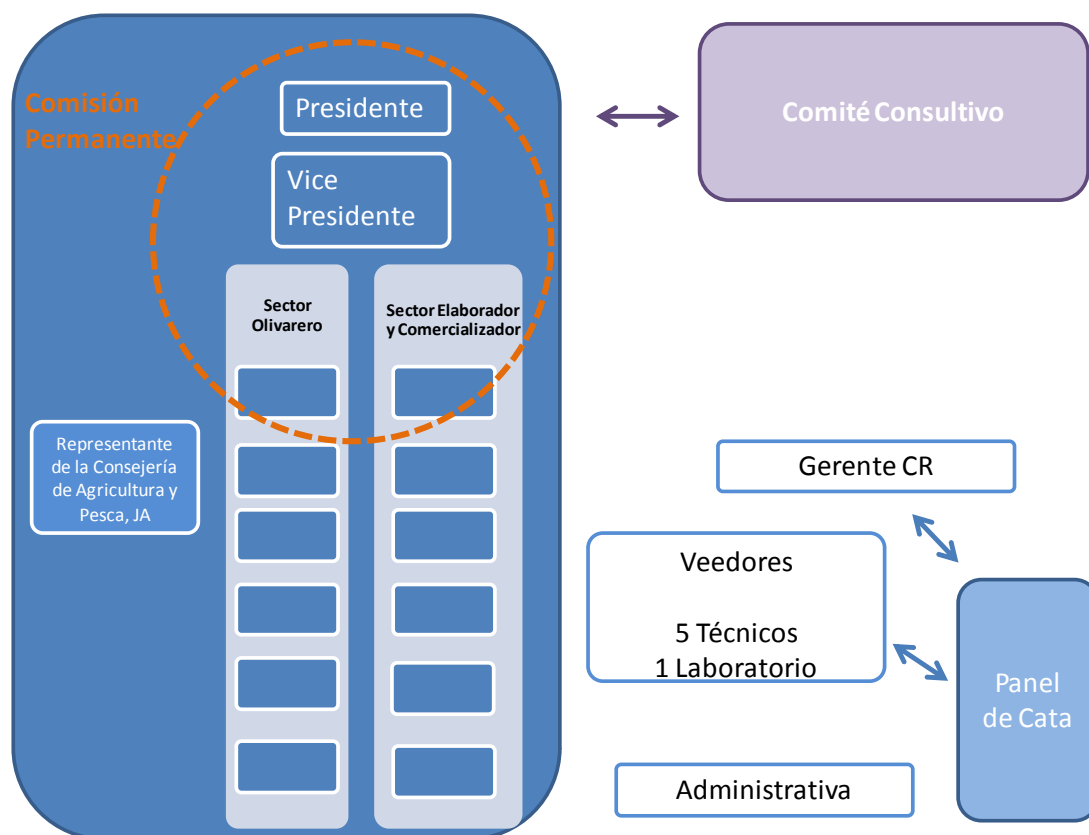 Comisión
Permanente
Presidente
Vice
Presidente
Sector
Olivarero
Sector Elaborador
y Comercializador
Representante
de la Consejería
de Agricultura y
Pesca, JA
Comité Consultivo
Gerente CR
Veedores
5 Técnicos
1 Laboratorio
Panel
de Cata
Administrativa